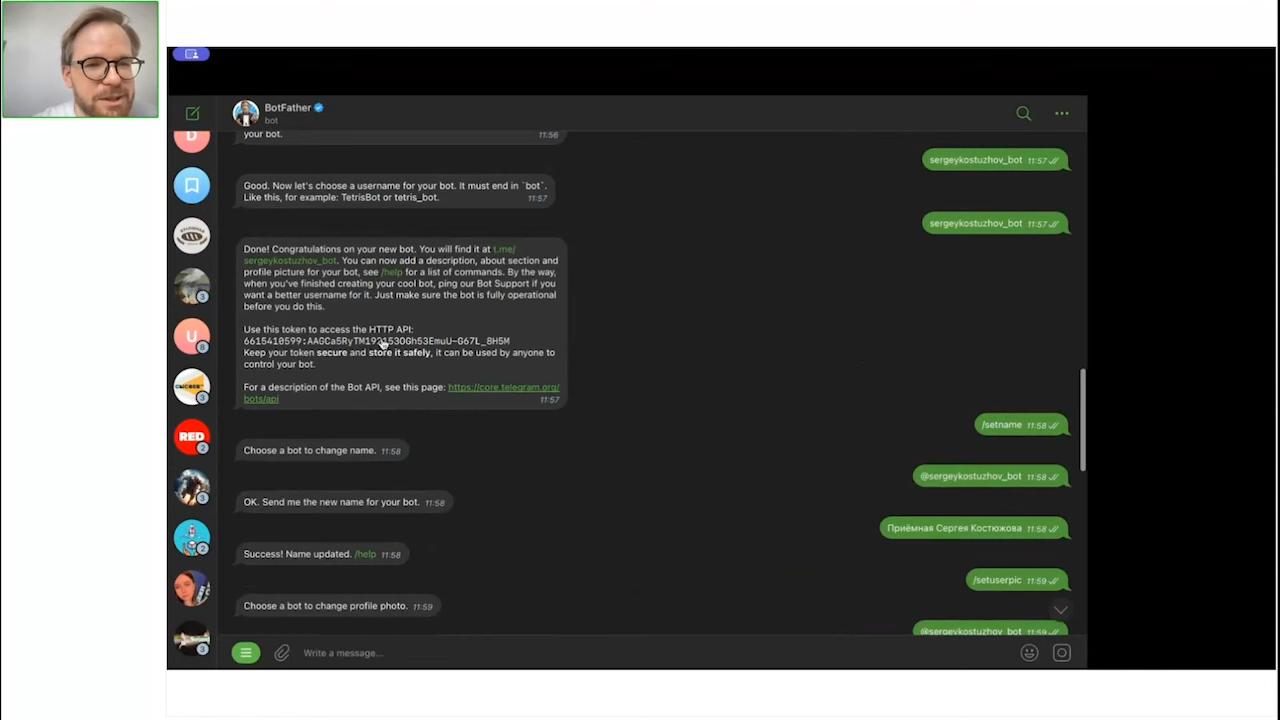 BotFather
bot
your bot. 11:56
sergeykostuzhov_bot 11:57
Good. Now let's choose a username for your bot. It must end in `bot`.
Like this, for example: TetrisBot or tetris_bot. 11:57
sergeykostuzhov_bot 11:57
Done! Congratulations on your new bot. You will find it at t.me/
sergeykostuzhov_bot. You can now add a description, about section and
profile picture for your bot, see /help for a list of commands. By the way,
when you've finished creating your cool bot, ping our Bot Support if you
want a better username for it. Just make sure the bot is fully operational
before you do this.
Use this token to access the HTTP API:
Keep your token secure and store it safely, it can be used by anyone to
control your bot.
For a description of the Bot API, see this page: https://core.telegram.org/
bots/api 11:57
/setname 11:58
Choose a bot to change name. 11:58
@sergeykostuzhov_bot 11:58
OK. Send me the new name for your bot. 11:58
Приёмная Сергея Костюжова 11:58
Success! Name updated. /help 11:58
/setuserpic 11:59
Choose a bot to change profile photo. 11:59
@sergeykostuzhov_bot 11:59
Write a message...
D
3
U
8
3
RED
2
3
2
3